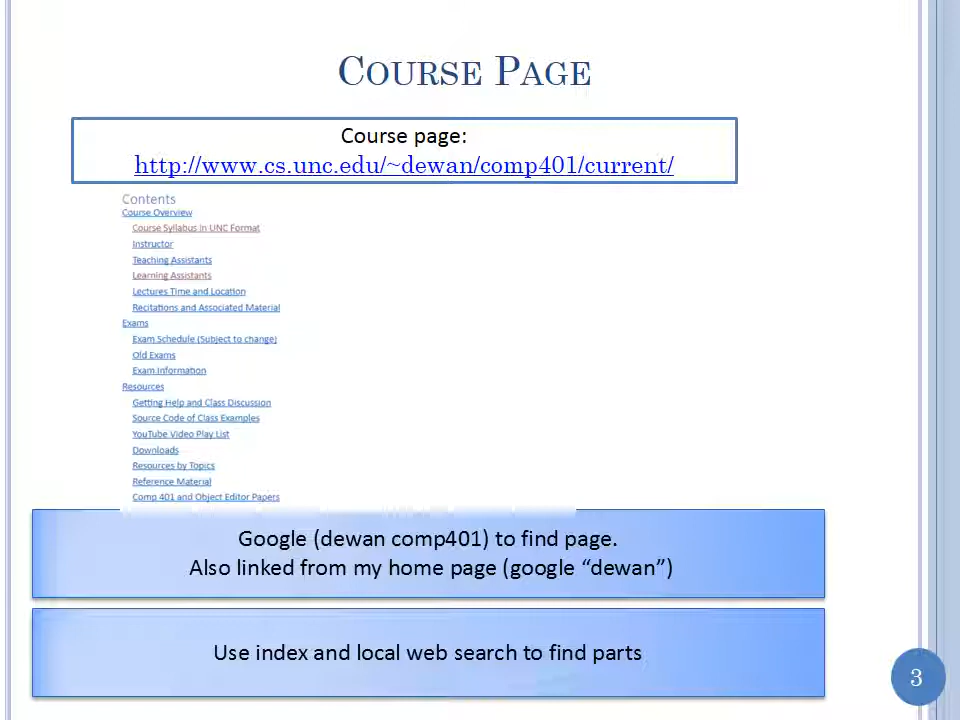 COURSE PAGE
Course page:
http://www.cs.unc.edu/~dewan/comp401/current/
Contents
Course Overview
Course Syllabus in UNC Format
Instructor
Teaching Assistants
Learning Assistants
Lectures Time and Location
Recitations and Associated Material
Exams
Exam Schedule (Subject to change)
Old Exams
Exam Information
Resources
Getting Help and Class Discussion
Source Code of Class Examples
YouTube Video Play List
Downloads
Resources by Topics
Reference Material
Comp 401 and Object Editor Papers
Google (dewan comp401) to find page.
Also linked from my home page (google “dewan”)
Use index and local web search to find parts
3